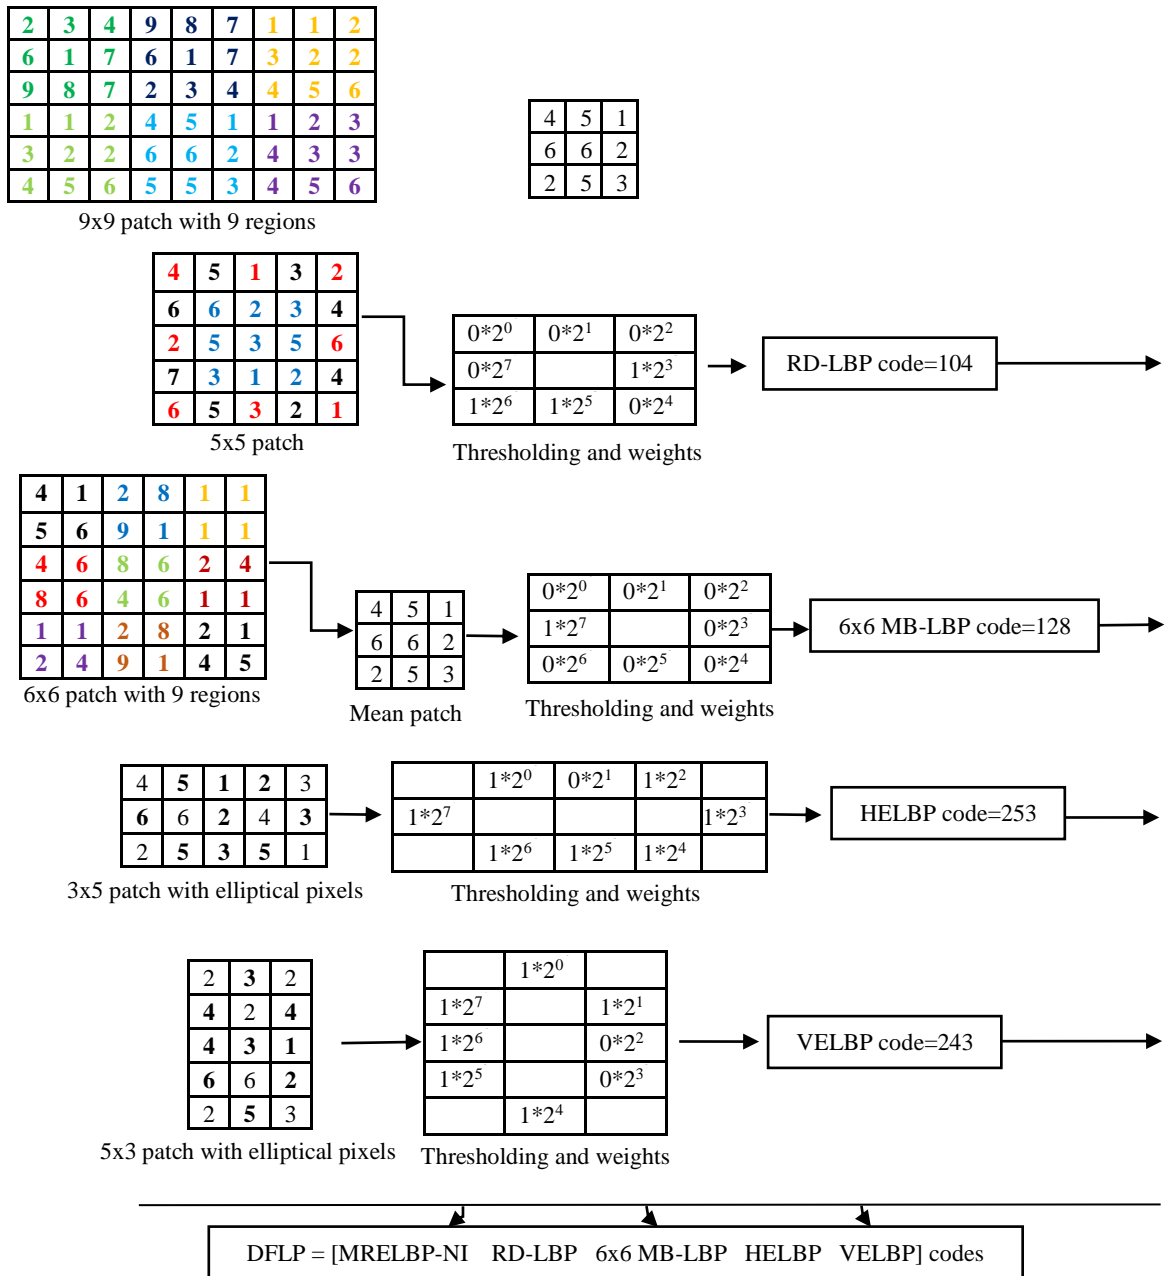 2 3 4 9 8 7 1 1 2
6 1 7 6 1 7 3 2 2
9 8 7 2 3 4 4 5 6
1 1 2 4 5 1 1 2 3
3 2 2 6 6 2 4 3 3
4 5 6 5 5 3 4 5 6
9x9 patch with 9 regions
4 5 1
6 6 2
2 5 3
4 5 1 3 2
6 6 2 3 4
2 5 3 5 6
7 3 1 2 4
6 5 3 2 1
5x5 patch
0*2⁰ 0*2¹ 0*2²
0*2⁷ 1*2³
1*2⁶ 1*2⁵ 0*2⁴
Thresholding and weights
RD-LBP code=104
4 1 2 8 1 1
5 6 9 1 1 1
4 6 8 6 2 4
8 6 4 6 1 1
1 1 2 8 2 1
2 4 9 1 4 5
6x6 patch with 9 regions
4 5 1
6 6 2
2 5 3
Mean patch
0*2⁰ 0*2¹ 0*2²
1*2⁷ 0*2³
0*2⁶ 0*2⁵ 0*2⁴
Thresholding and weights
6x6 MB-LBP code=128
4 5 1 2 3
6 6 2 4 3
2 5 3 5 1
3x5 patch with elliptical pixels
1*2⁰ 0*2¹ 1*2²
1*2⁷ 1*2³
1*2⁶ 1*2⁵ 1*2⁴
Thresholding and weights
HELBP code=253
2 3 2
4 2 4
4 3 1
6 6 2
2 5 3
5x3 patch with elliptical pixels
1*2⁰
1*2⁷ 1*2¹
1*2⁶ 0*2²
1*2⁵ 0*2³
1*2⁴
Thresholding and weights
VELBP code=243
DFLP = [MRELBP-NI RD-LBP 6x6 MB-LBP HELBP VELBP] codes